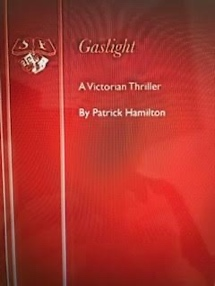 S F
Gaslight
A Victorian Thriller
By Patrick Hamilton